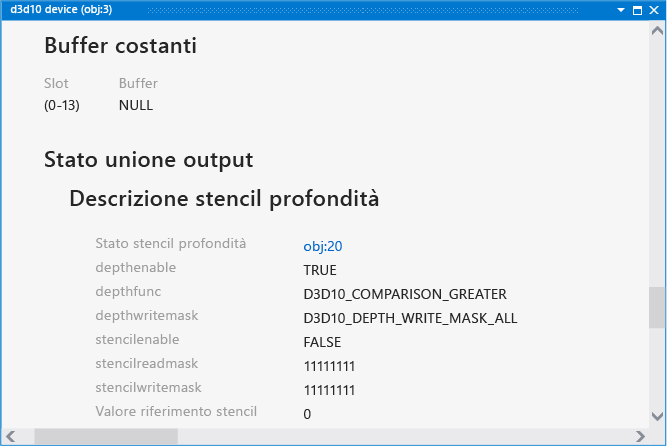 d3d10 device (obj:3)
Buffer costanti
Slot Buffer
(0-13) NULL
Stato unione output
Descrizione stencil profondità
Stato stencil profondità obj:20
depthenable TRUE
depthfunc D3D10_COMPARISON_GREATER
depthwritemask D3D10_DEPTH_WRITE_MASK_ALL
stencilenable FALSE
stencilreadmask 11111111
stencilwritemask 11111111
Valore riferimento stencil 0